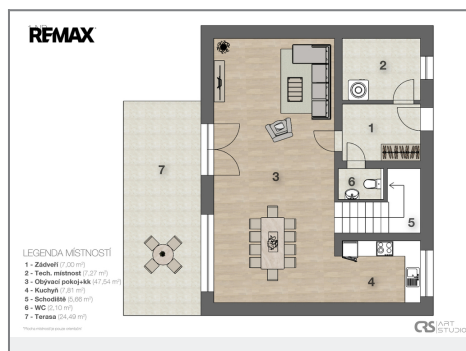 RE/MAX
2
1
6
7
3
5
4
LEGENDA MÍSTNOSTÍ
1 - Zádveří (7,00 m²)
2 - Tech. místnost (7,27 m²)
3 - Obývací pokoj+kk (47,54 m²)
4 - Kuchyň (7,81 m²)
5 - Schodiště (5,66 m²)
6 - WC (2,10 m²)
7 - Terasa (24,49 m²)
CRS ART STUDIO